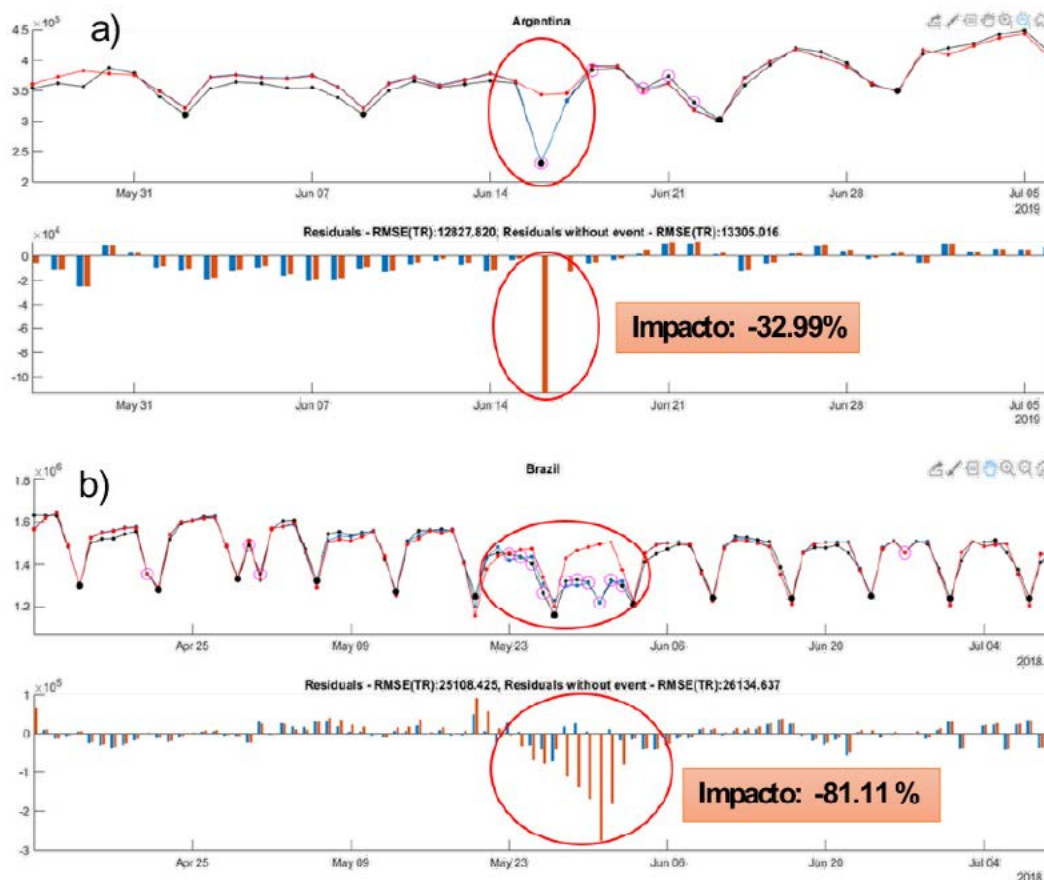 a)
Argentina
×10⁵
4.5
4
3.5
3
2.5
2
May 31
Jun 07
Jun 14
Jun 21
Jun 28
Jul 05
2019
Residuals - RMSE(TR):12827.820, Residuals without event - RMSE(TR):13305.016
×10⁴
0
-2
-4
-6
-8
-10
Impacto: -32.99%
May 31
Jun 07
Jun 14
Jun 21
Jun 28
Jul 05
2019
b)
Brazil
×10⁶
1.8
1.6
1.4
1.2
Apr 25
May 09
May 23
Jun 06
Jun 20
Jul 04
2018
Residuals - RMSE(TR):25108.425, Residuals without event - RMSE(TR):26134.637
×10⁵
1
0
-1
-2
-3
Impacto: -81.11 %
Apr 25
May 09
May 23
Jun 06
Jun 20
Jul 04
2018